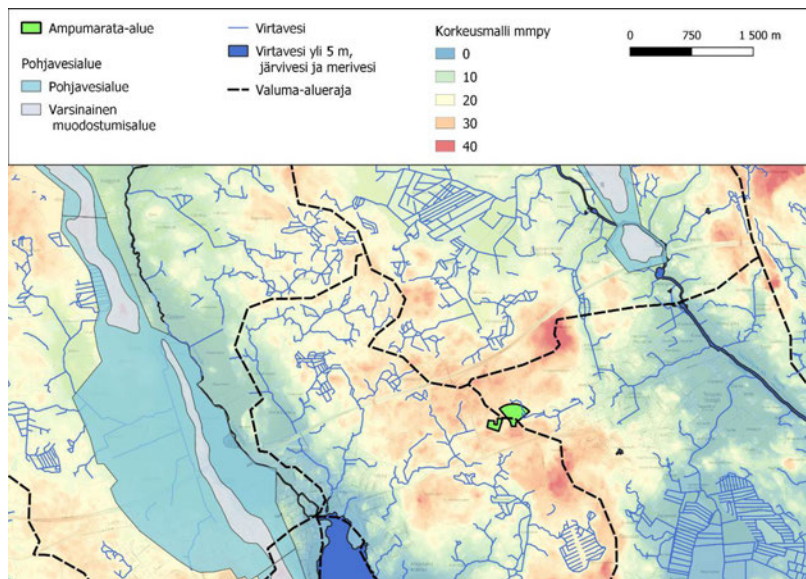 Ampumarata-alue
Pohjavesialue
Pohjavesialue
Varsinainen
muodostumisalue
Virtavesi
Virtavesi yli 5 m,
järvivesi ja merivesi
Valuma-alueraja
Korkeusmalli mmpy
0
10
20
30
40
0 750 1 500 m